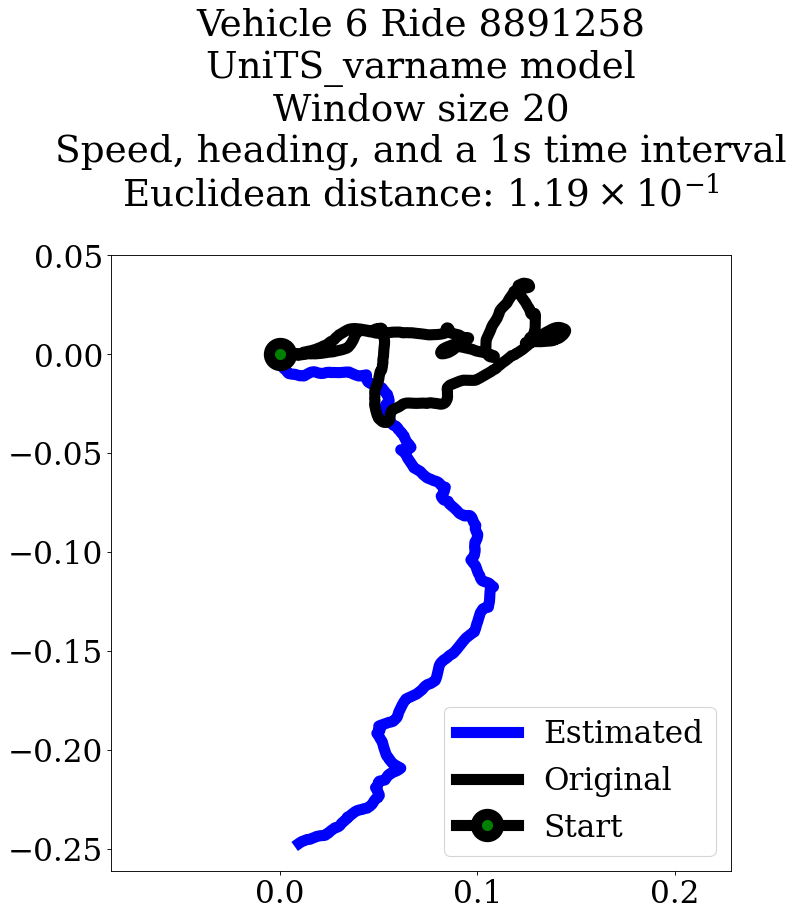 Vehicle 6 Ride 8891258
UniTS_varname model
Window size 20
Speed, heading, and a 1s time interval
Euclidean distance: 1.19 × 10⁻¹
0.05
0.00
−0.05
−0.10
−0.15
−0.20
−0.25
Estimated
Original
Start
0.0 0.1 0.2